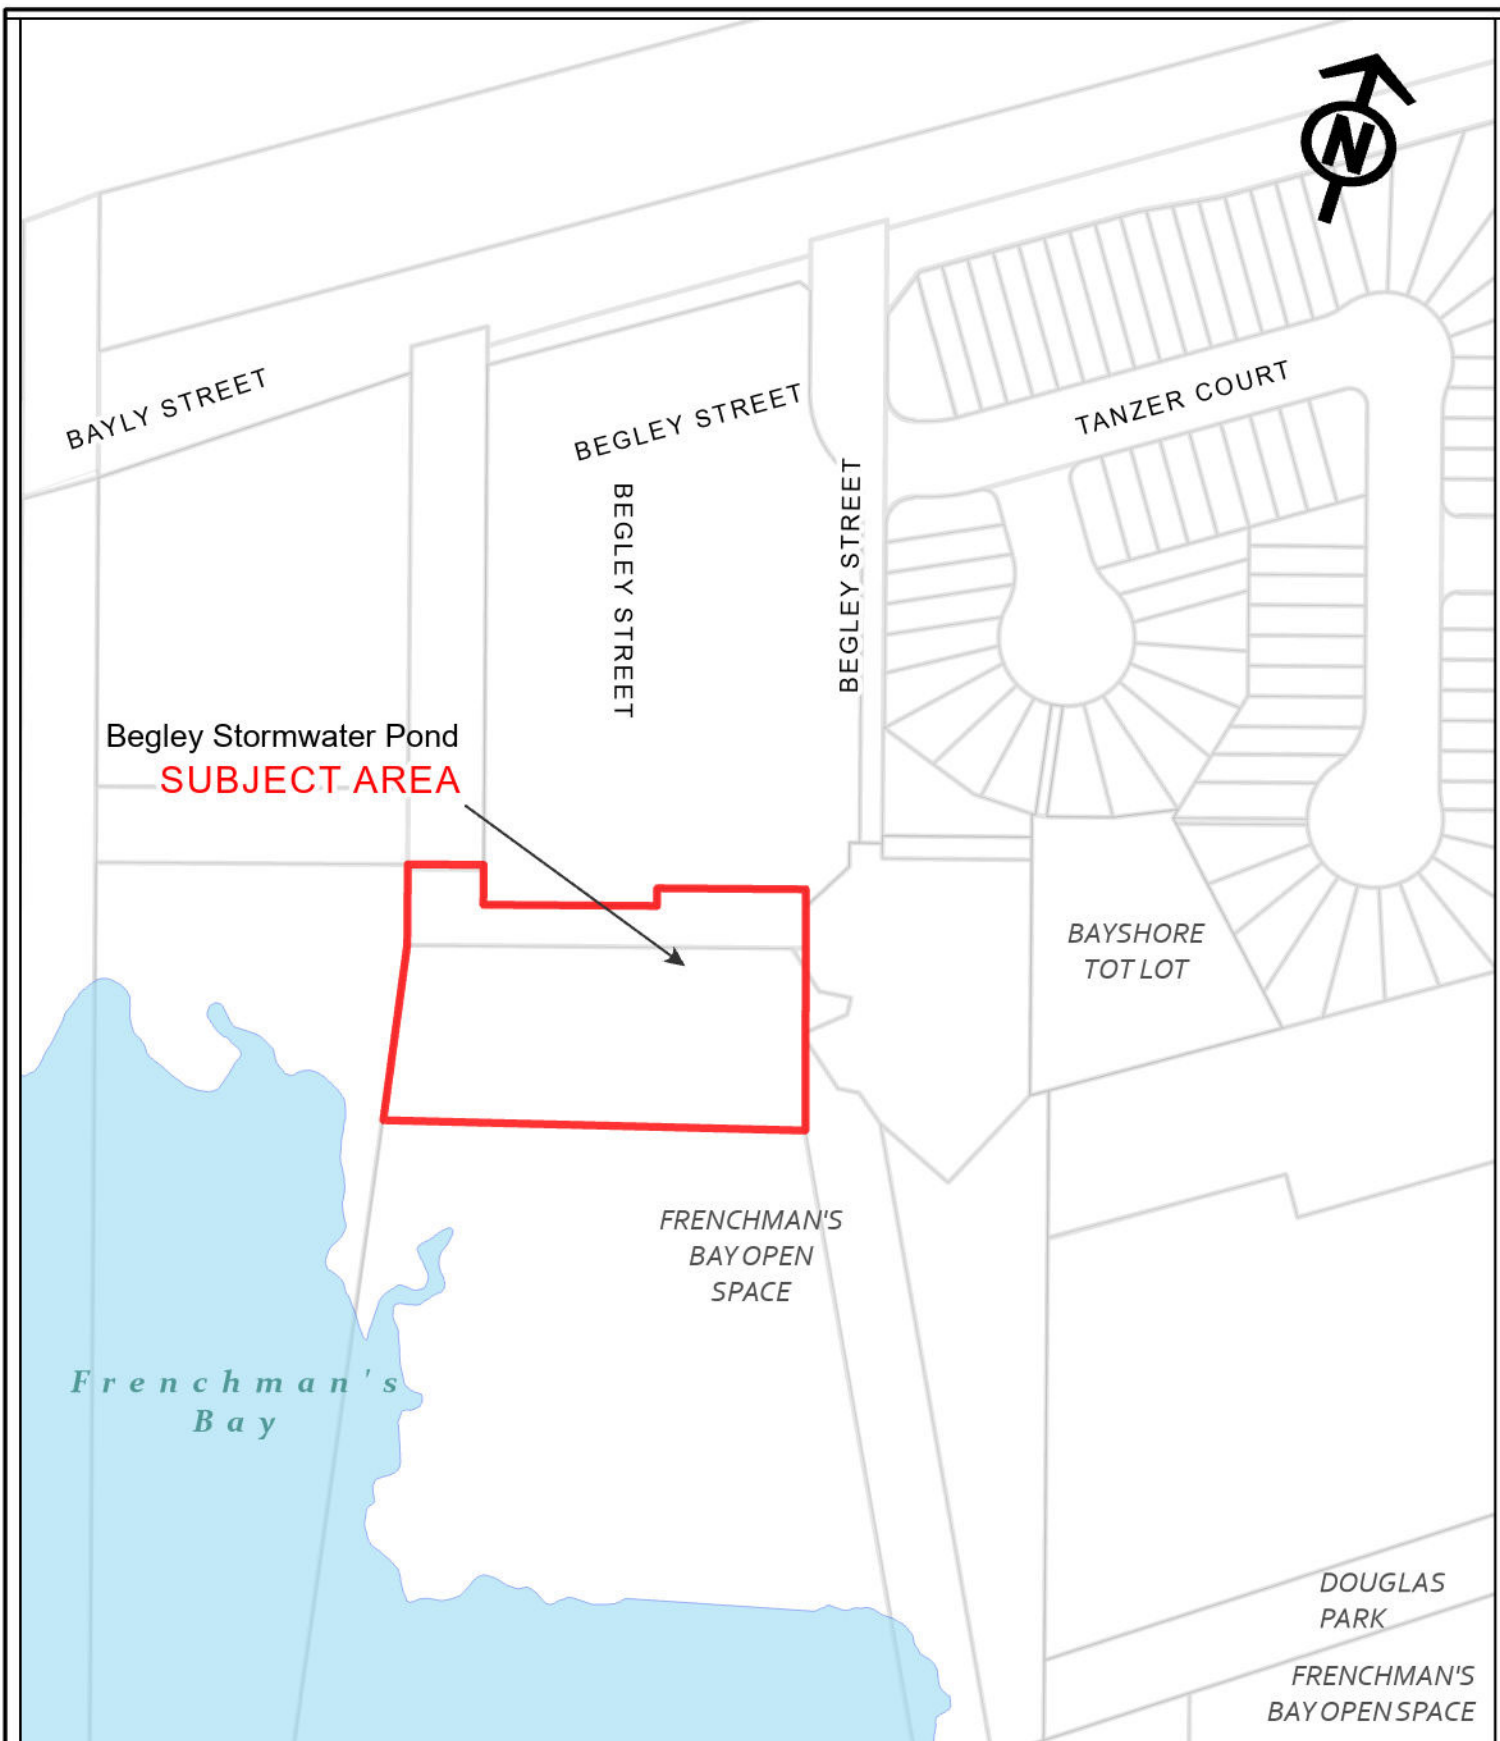 N
BAYLY STREET
BEGLEY STREET
TANZER COURT
BEGLEY STREET
BEGLEY STREET
Begley Stormwater Pond
SUBJECT AREA
BAYSHORE
TOT LOT
FRENCHMAN'S
BAY OPEN
SPACE
Frenchman's
Bay
DOUGLAS
PARK
FRENCHMAN'S
BAY OPEN SPACE